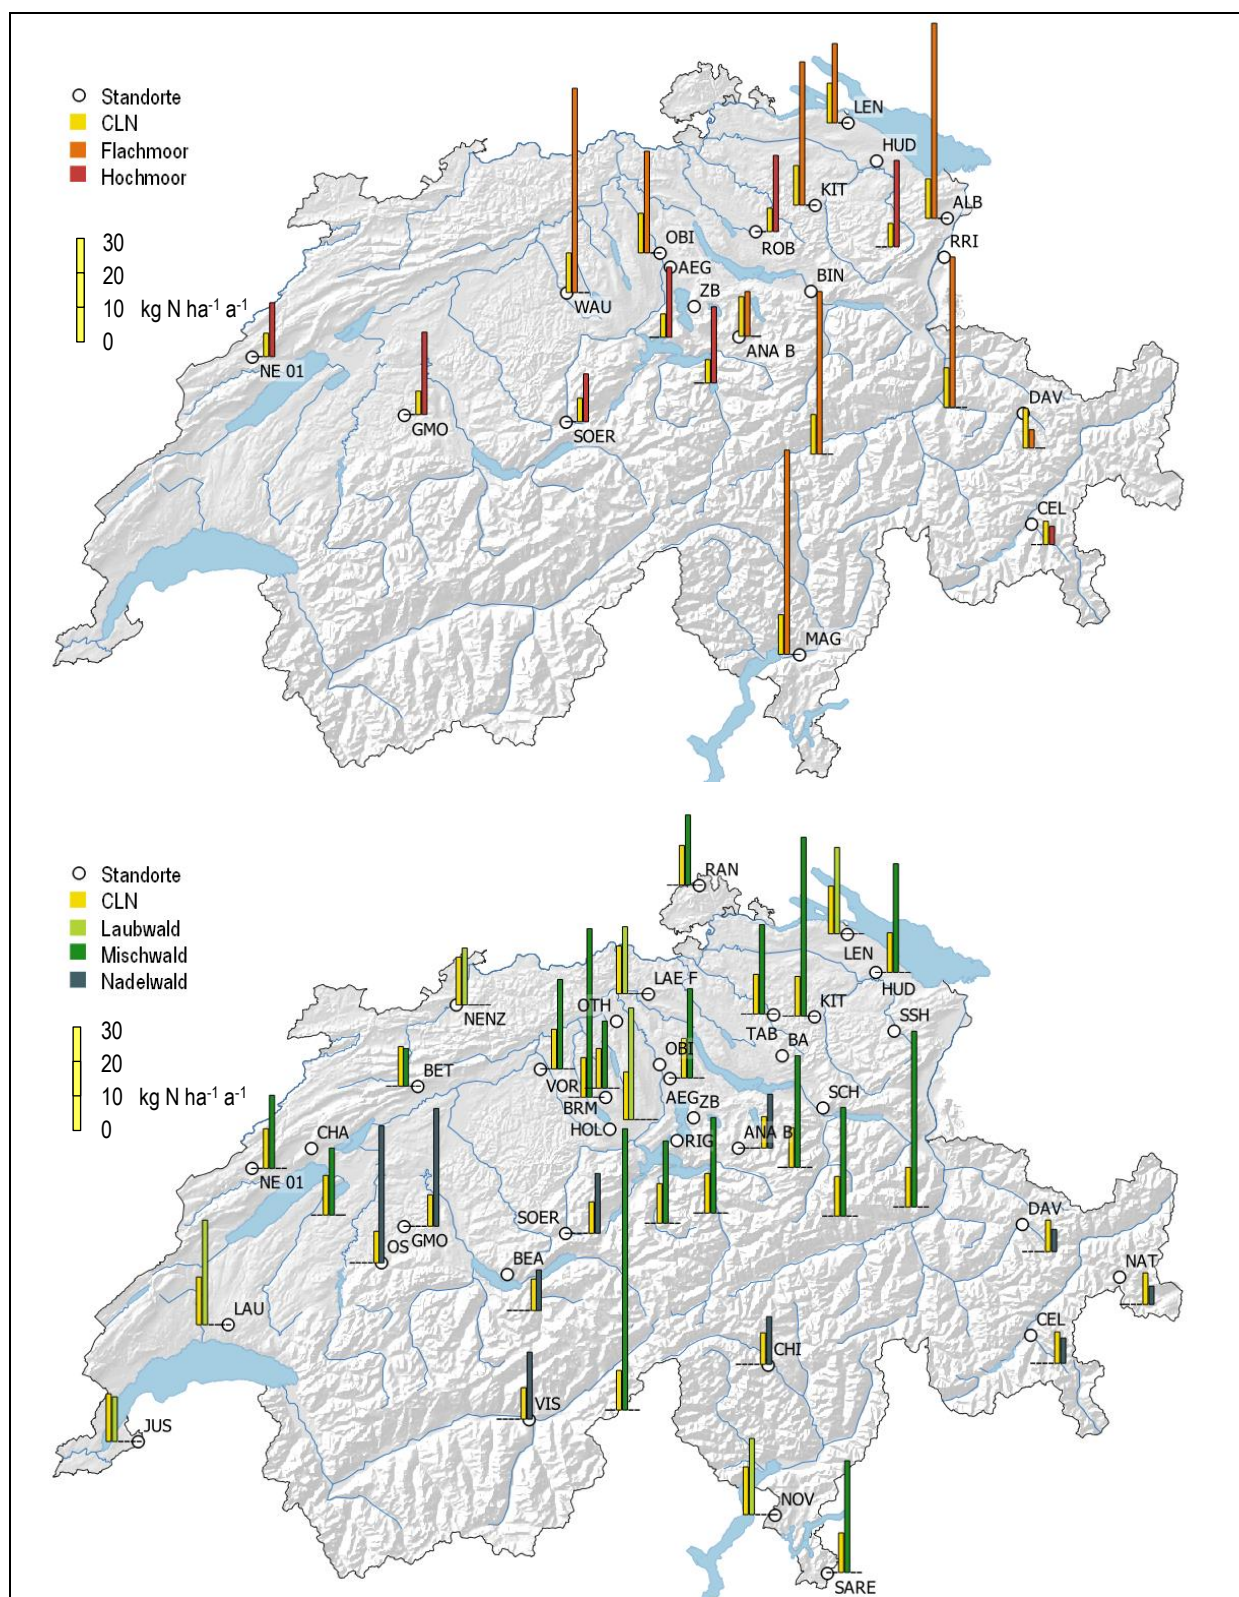 Standorte
CLN
Flachmoor
Hochmoor
30
20
10 kg N ha⁻¹ a⁻¹
0
LEN
HUD
KIT
ALB
ROB
OBI
RRI
AEG
BIN
ZB
WAU
ANA B
NE 01
DAV
GMO
SOER
CEL
MAG
Standorte
CLN
Laubwald
Mischwald
Nadelwald
30
20
10 kg N ha⁻¹ a⁻¹
0
RAN
LEN
LAE F
HUD
NENZ
OTH
KIT
TAB
SSH
BA
OBI
BET
VOR
SCH
AEG
BRM
ZB
HOL
CHA
ANA B
RIG
NE 01
DAV
SOER
GMO
OS
BEA
NAT
LAU
CEL
CHI
VIS
JUS
NOV
SARE